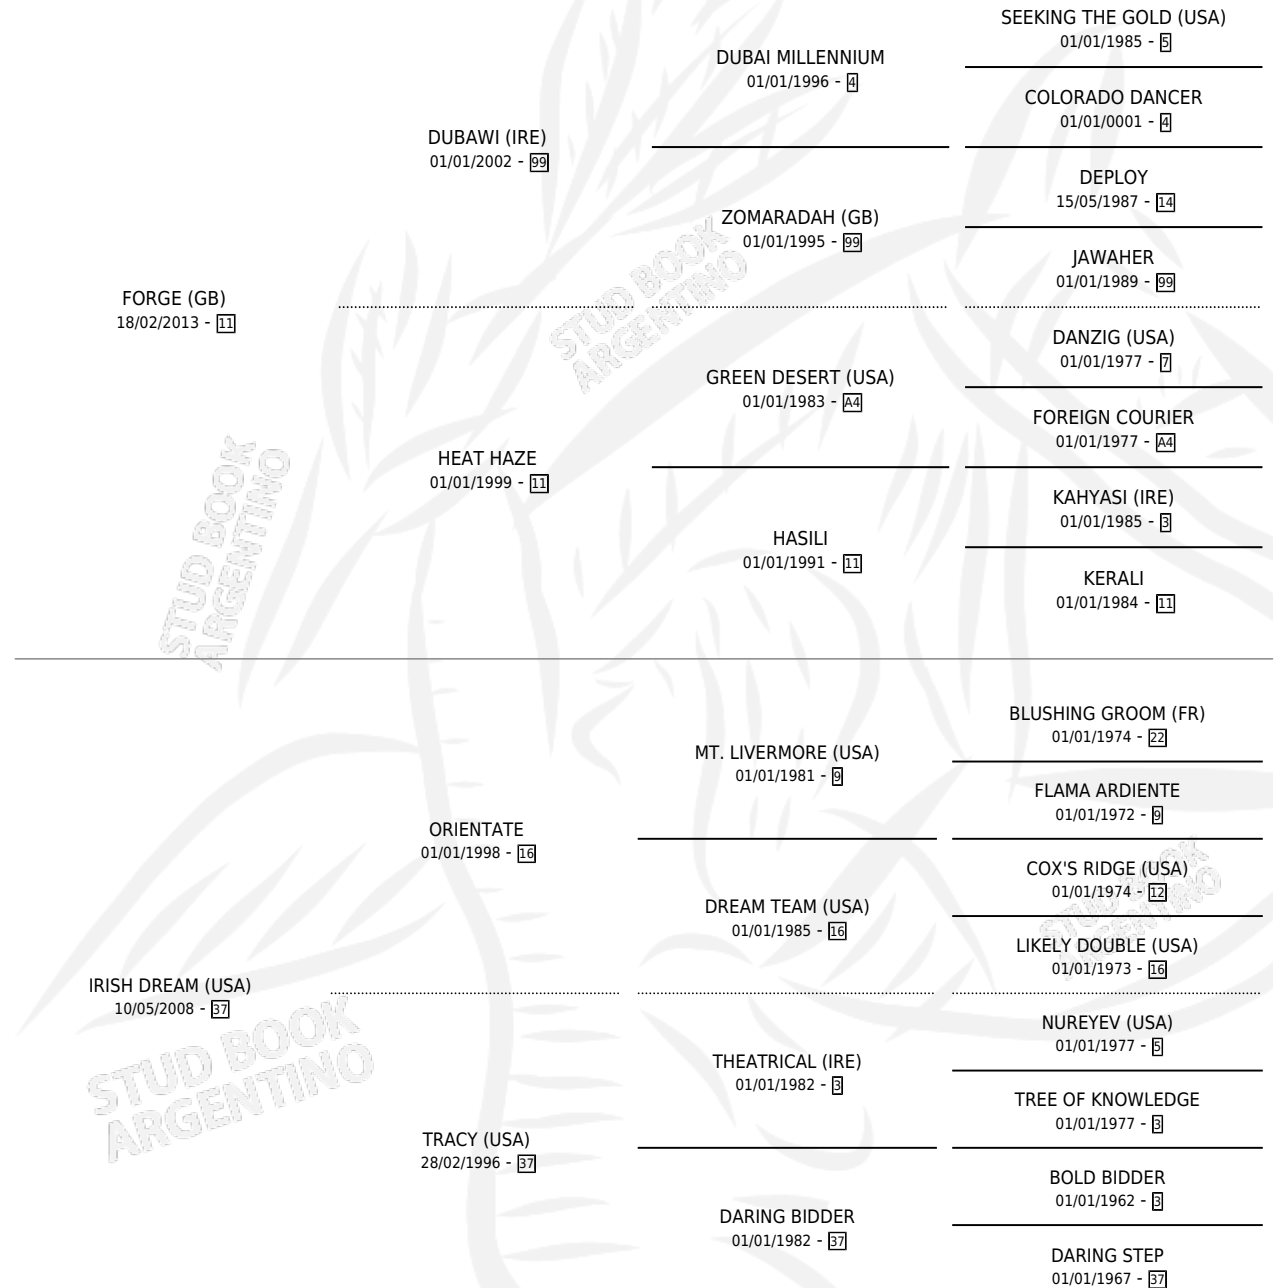 SEEKING THE GOLD (USA)
01/01/1985 - 5
DUBAI MILLENNIUM
01/01/1996 - 4
COLORADO DANCER
01/01/0001 - 4
DUBAWI (IRE)
01/01/2002 - 99
DEPLOY
15/05/1987 - 14
ZOMARADAH (GB)
01/01/1995 - 99
JAWAHER
01/01/1989 - 99
FORGE (GB)
18/02/2013 - 11
DANZIG (USA)
01/01/1977 - 7
GREEN DESERT (USA)
01/01/1983 - A4
FOREIGN COURIER
01/01/1977 - A4
HEAT HAZE
01/01/1999 - 11
KAHYASI (IRE)
01/01/1985 - 3
HASILI
01/01/1991 - 11
KERALI
01/01/1984 - 11
STUD BOOK
ARGENTINO
STUD BOOK
ARGENTINO
BLUSHING GROOM (FR)
01/01/1974 - 22
MT. LIVERMORE (USA)
01/01/1981 - 9
FLAMA ARDIENTE
01/01/1972 - 9
ORIENTATE
01/01/1998 - 16
COX'S RIDGE (USA)
01/01/1974 - 12
DREAM TEAM (USA)
01/01/1985 - 16
LIKELY DOUBLE (USA)
01/01/1973 - 16
STUD BOOK
ARGENTINO
IRISH DREAM (USA)
10/05/2008 - 37
NUREYEV (USA)
01/01/1977 - 5
THEATRICAL (IRE)
01/01/1982 - 3
TREE OF KNOWLEDGE
01/01/1977 - 3
STUD BOOK
ARGENTINO
TRACY (USA)
28/02/1996 - 37
BOLD BIDDER
01/01/1962 - 3
DARING BIDDER
01/01/1982 - 37
DARING STEP
01/01/1967 - 37